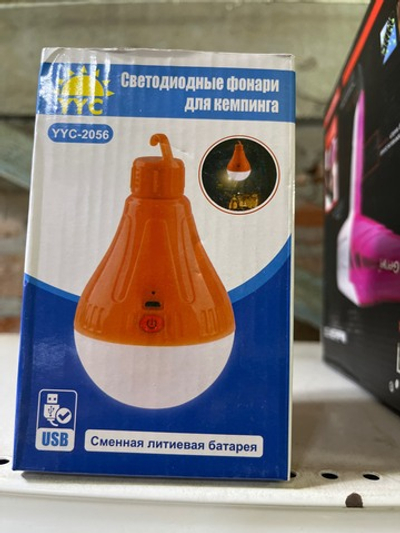 YYC
Светодиодные фонари
для кемпинга
YYC-2056
USB
Сменная литиевая батарея